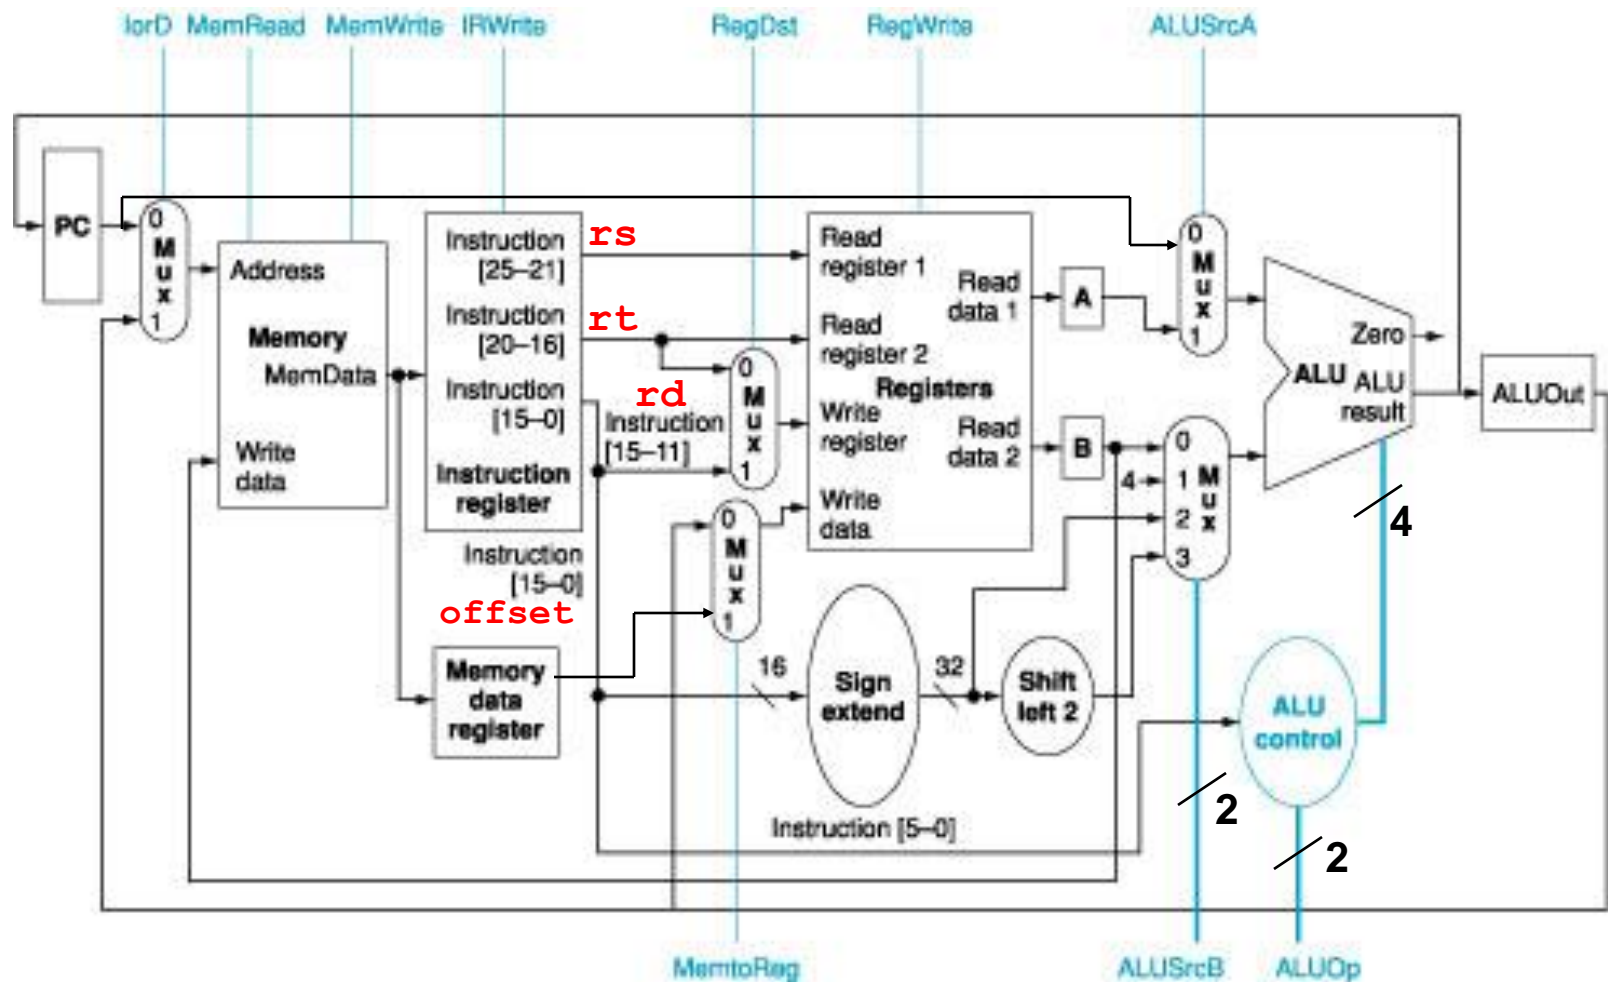 IorD MemRead MemWrite IRWrite RegDst RegWrite ALUSrcA
PC
0
M
u
x
1
Address
Memory
MemData
Write
data
Instruction
[25–21]
Instruction
[20–16]
Instruction
[15–0]
Instruction
register
rs
rt
rd
Instruction
[15–11]
Instruction
[15–0]
offset
Memory
data
register
0
M
u
x
1
0
M
u
x
1
Read
register 1
Read
register 2
Registers
Write
register
Write
data
Read
data 1
Read
data 2
A
B
4
0
M
u
x
1
0
1 M
u
2 x
3
Zero
ALU ALU
result
ALUOut
4
16
Sign
extend
32
Shift
left 2
ALU
control
Instruction [5–0]
2
2
MemtoReg ALUSrcB ALUOp